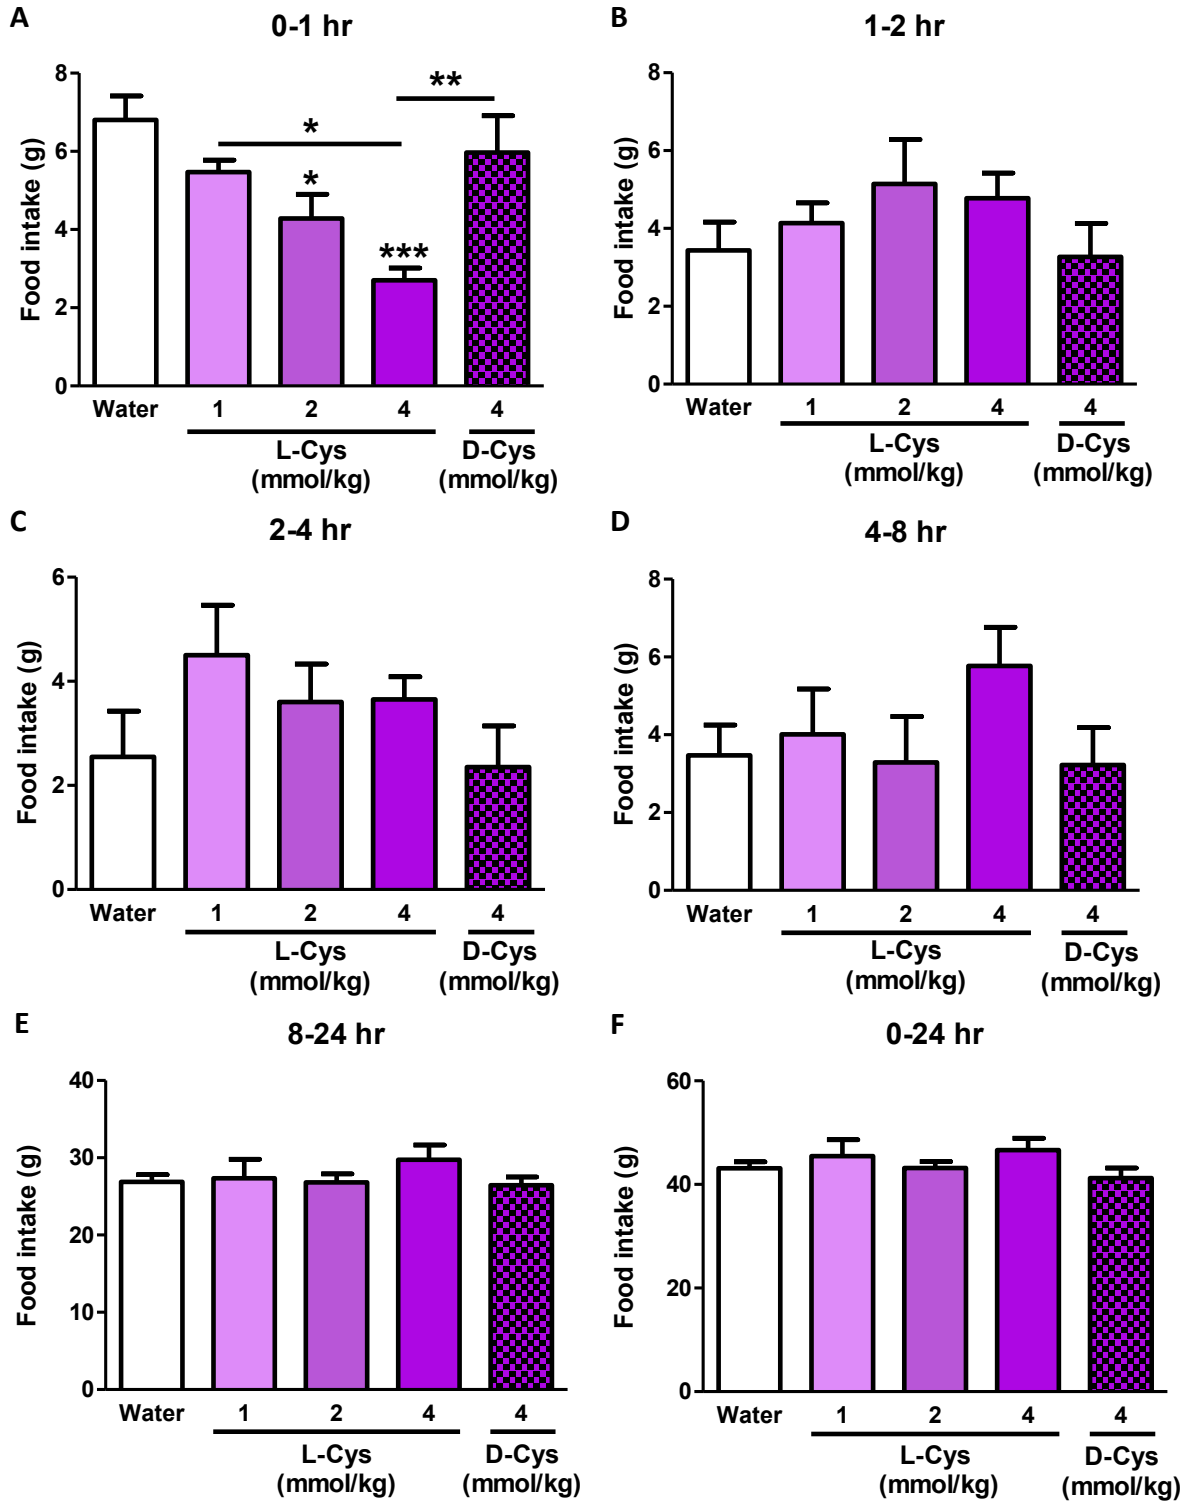 A
0-1 hr
Food intake (g)
8
6
4
2
0
*
**
*
***
Water 1 2 4 4
L-Cys D-Cys
(mmol/kg) (mmol/kg)
B
1-2 hr
Food intake (g)
8
6
4
2
0
Water 1 2 4 4
L-Cys D-Cys
(mmol/kg) (mmol/kg)
C
2-4 hr
Food intake (g)
6
4
2
0
Water 1 2 4 4
L-Cys D-Cys
(mmol/kg) (mmol/kg)
D
4-8 hr
Food intake (g)
8
6
4
2
0
Water 1 2 4 4
L-Cys D-Cys
(mmol/kg) (mmol/kg)
E
8-24 hr
Food intake (g)
40
30
20
10
0
Water 1 2 4 4
L-Cys D-Cys
(mmol/kg) (mmol/kg)
F
0-24 hr
Food intake (g)
60
40
20
0
Water 1 2 4 4
L-Cys D-Cys
(mmol/kg) (mmol/kg)